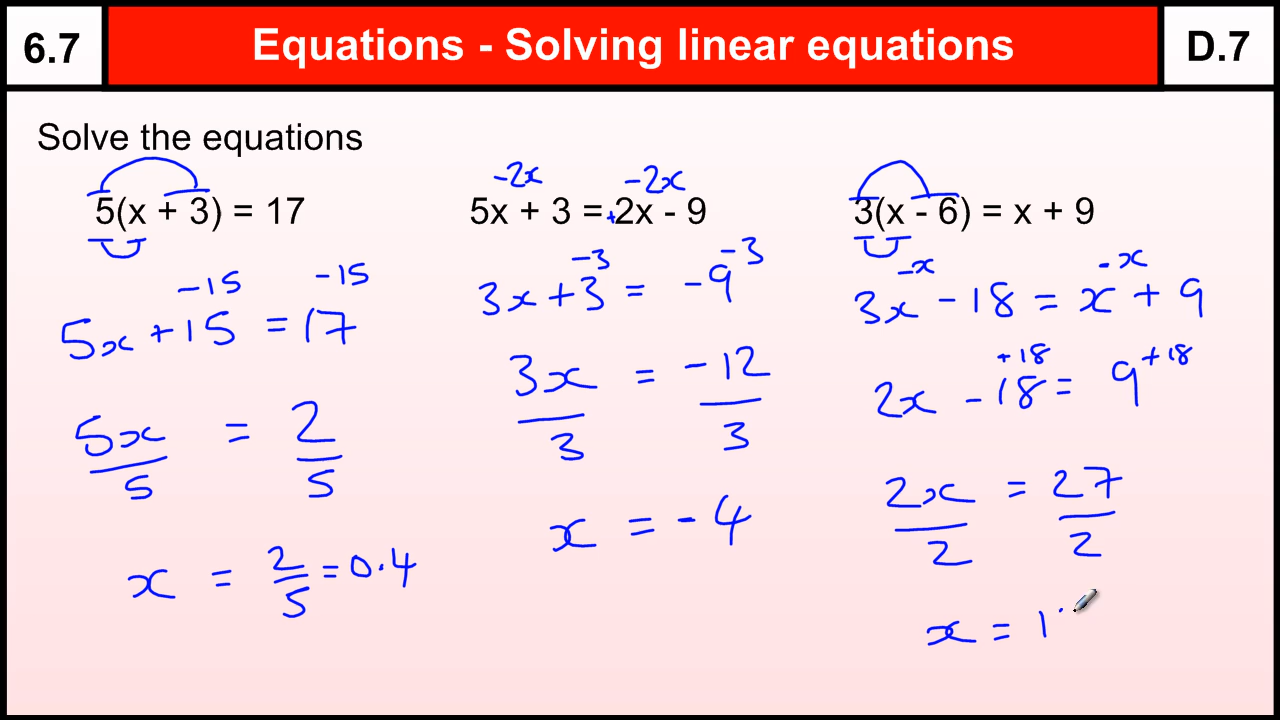 6.7
Equations - Solving linear equations
D.7
Solve the equations
5(x + 3) = 17
-15 -15
5x + 15 = 17
5x/5 = 2/5
x = 2/5 = 0.4
-2x -2x
5x + 3 = +2x - 9
-3 -3
3x + 3 = -9
3x/3 = -12/3
x = -4
3(x - 6) = x + 9
-x -x
3x - 18 = x + 9
+18 +18
2x - 18 = 9
2x/2 = 27/2
x = 1